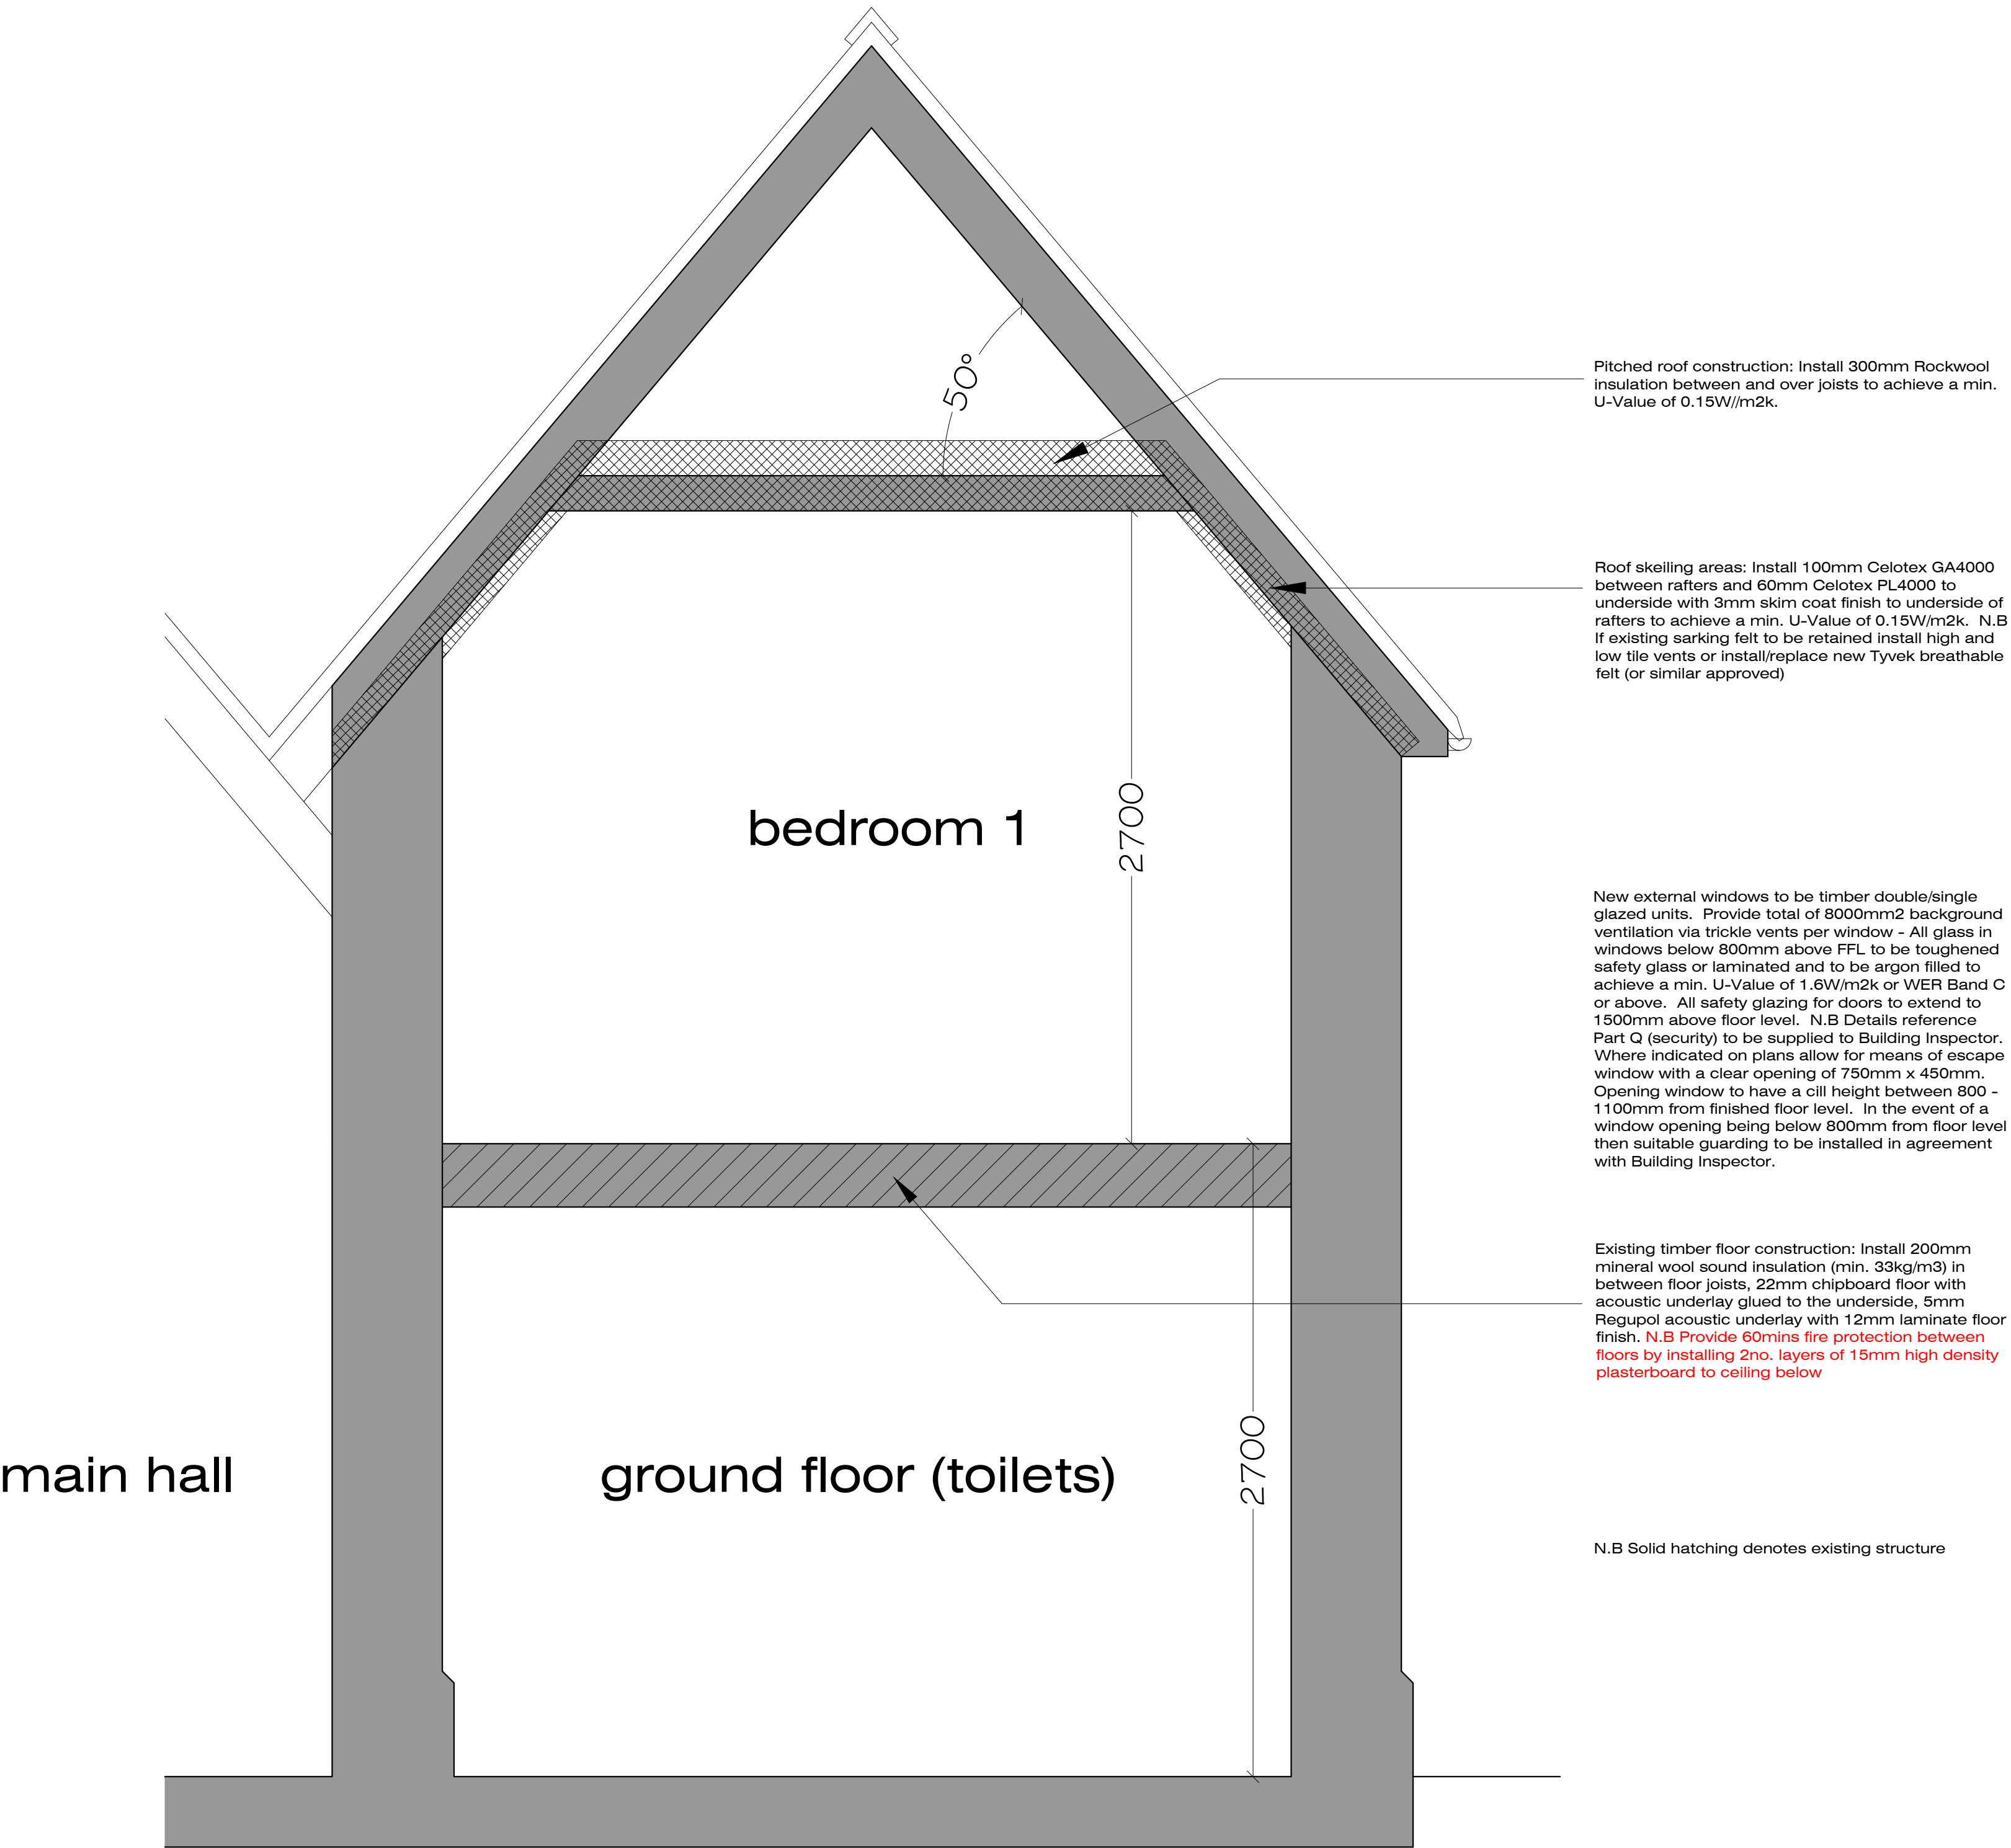 Pitched roof construction: Install 300mm Rockwool
insulation between and over joists to achieve a min.
U-Value of 0.15W//m2k.
50°
Roof skeiling areas: Install 100mm Celotex GA4000
between rafters and 60mm Celotex PL4000 to
underside with 3mm skim coat finish to underside of
rafters to achieve a min. U-Value of 0.15W/m2k.  N.B
If existing sarking felt to be retained install high and
low tile vents or install/replace new Tyvek breathable
felt (or similar approved)
bedroom 1
2700
New external windows to be timber double/single
glazed units.  Provide total of 8000mm2 background
ventilation via trickle vents per window - All glass in
windows below 800mm above FFL to be toughened
safety glass or laminated and to be argon filled to
achieve a min. U-Value of 1.6W/m2k or WER Band C
or above.  All safety glazing for doors to extend to
1500mm above floor level.  N.B Details reference
Part Q (security) to be supplied to Building Inspector.
Where indicated on plans allow for means of escape
window with a clear opening of 750mm x 450mm.
Opening window to have a cill height between 800 -
1100mm from finished floor level.  In the event of a
window opening being below 800mm from floor level
then suitable guarding to be installed in agreement
with Building Inspector.
Existing timber floor construction: Install 200mm
mineral wool sound insulation (min. 33kg/m3) in
between floor joists, 22mm chipboard floor with
acoustic underlay glued to the underside, 5mm
Regupol acoustic underlay with 12mm laminate floor
finish. N.B Provide 60mins fire protection between
floors by installing 2no. layers of 15mm high density
plasterboard to ceiling below
main hall
ground floor (toilets)
2700
N.B Solid hatching denotes existing structure